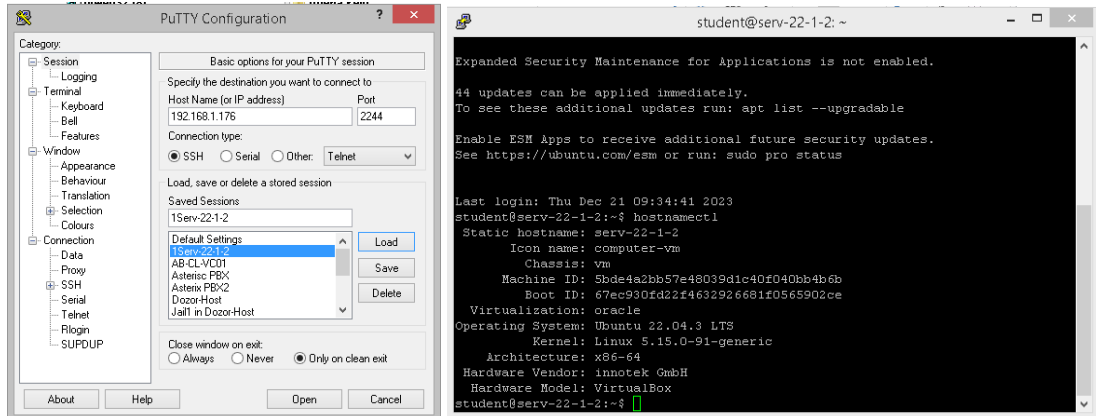 PuTTY Configuration
?
Category:
Session
Logging
Terminal
Keyboard
Bell
Features
Window
Appearance
Behaviour
Translation
Selection
Colours
Connection
Data
Proxy
SSH
Serial
Telnet
Rlogin
SUPDUP
Basic options for your PuTTY session
Specify the destination you want to connect to
Host Name (or IP address) Port
192.168.1.176 2244
Connection type:
SSH Serial Other: Telnet
Load, save or delete a stored session
Saved Sessions
1Serv-22-1-2
Default Settings
1Serv-22-1-2
AB-CL-VC01
Asterisc PBX
Asterix PBX2
Dozor-Host
Jail1 in Dozor-Host
Load
Save
Delete
Close window on exit:
Always Never Only on clean exit
About Help Open Cancel
student@serv-22-1-2: ~
Expanded Security Maintenance for Applications is not enabled.
44 updates can be applied immediately.
To see these additional updates run: apt list --upgradable
Enable ESM Apps to receive additional future security updates.
See https://ubuntu.com/esm or run: sudo pro status
Last login: Thu Dec 21 09:34:41 2023
student@serv-22-1-2:~$ hostnamectl
Static hostname: serv-22-1-2
Icon name: computer-vm
Chassis: vm
Machine ID: 5bde4a2bb57e48039d1c40f040bb4b6b
Boot ID: 67ec930fd22f4632926681f0565902ce
Virtualization: oracle
Operating System: Ubuntu 22.04.3 LTS
Kernel: Linux 5.15.0-91-generic
Architecture: x86-64
Hardware Vendor: innotek GmbH
Hardware Model: VirtualBox
student@serv-22-1-2:~$